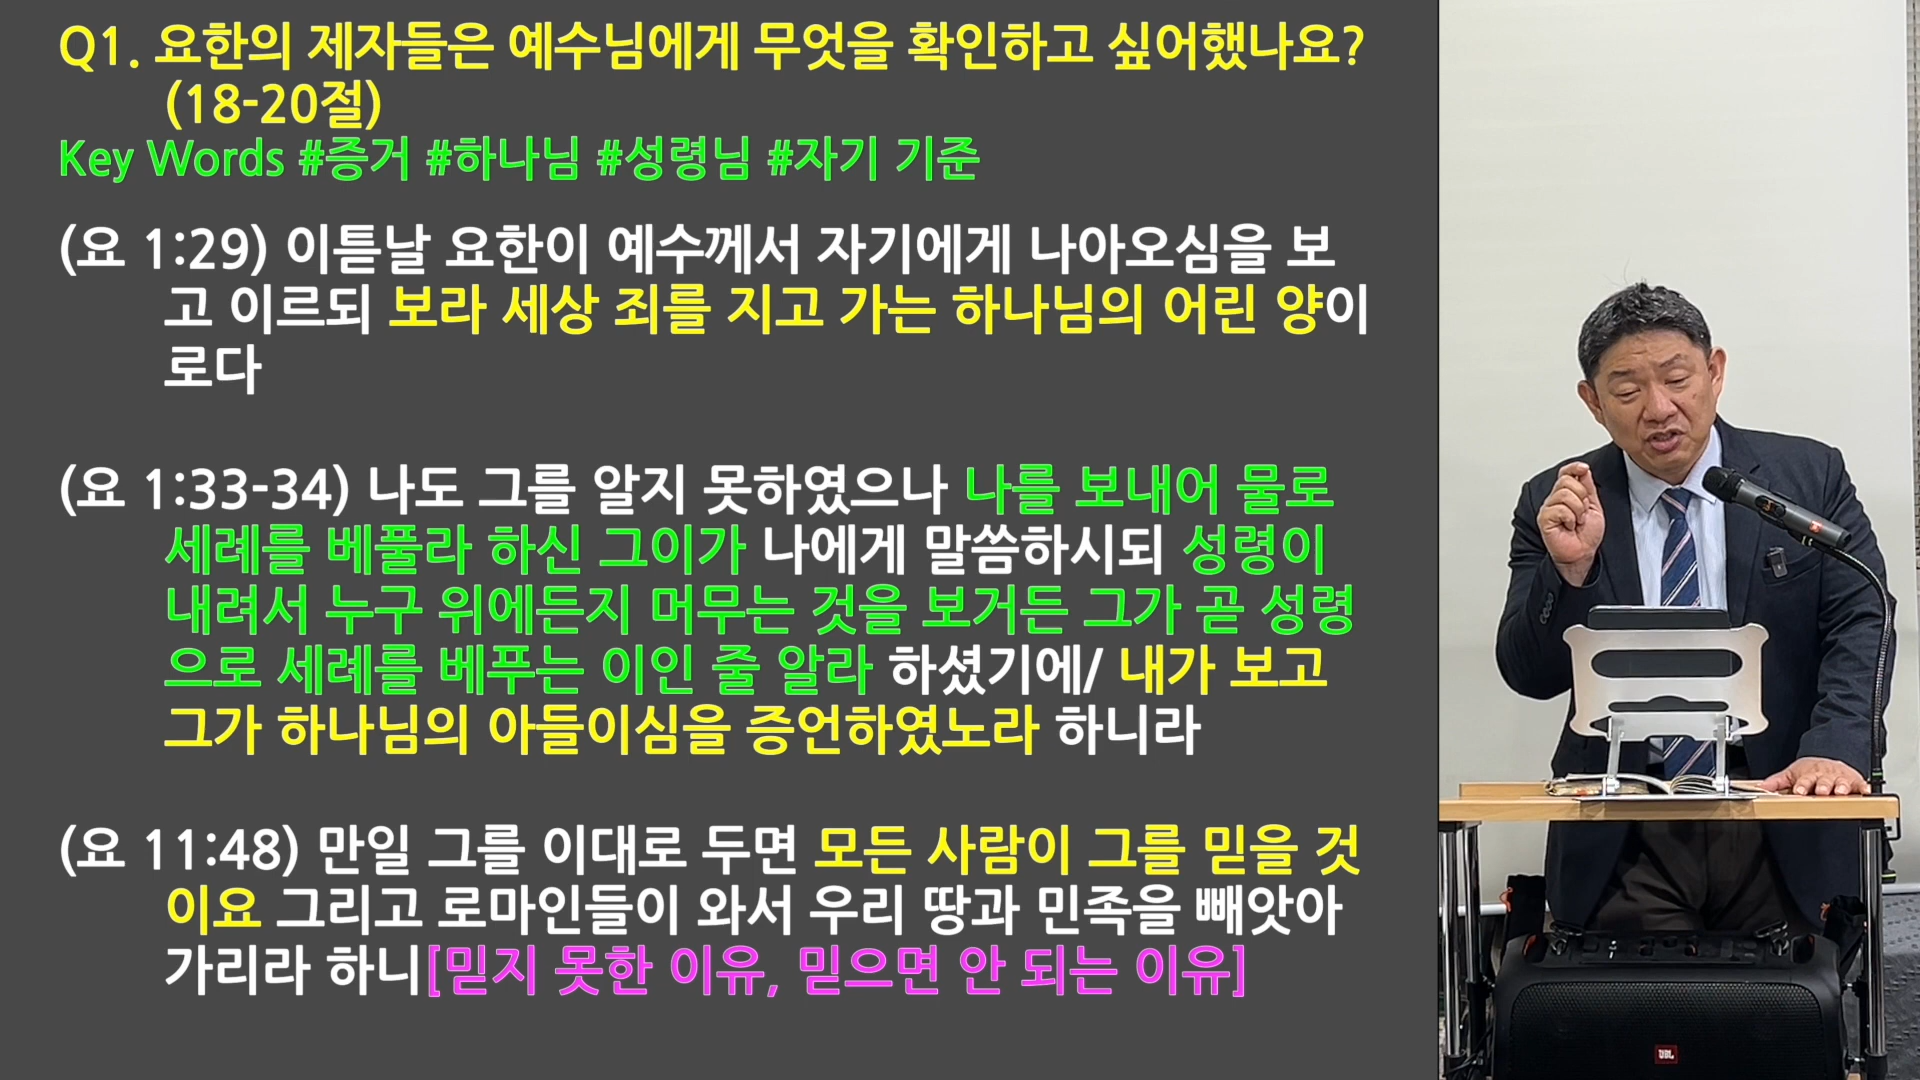 Q1. 요한의 제자들은 예수님에게 무엇을 확인하고 싶어했나요?
(18-20절)
Key Words #증거 #하나님 #성령님 #자기 기준
(요 1:29) 이튿날 요한이 예수께서 자기에게 나아오심을 보
고 이르되 보라 세상 죄를 지고 가는 하나님의 어린 양이
로다
(요 1:33-34) 나도 그를 알지 못하였으나 나를 보내어 물로
세례를 베풀라 하신 그이가 나에게 말씀하시되 성령이
내려서 누구 위에든지 머무는 것을 보거든 그가 곧 성령
으로 세례를 베푸는 이인 줄 알라 하셨기에/ 내가 보고
그가 하나님의 아들이심을 증언하였노라 하니라
(요 11:48) 만일 그를 이대로 두면 모든 사람이 그를 믿을 것
이요 그리고 로마인들이 와서 우리 땅과 민족을 빼앗아
가리라 하니[믿지 못한 이유, 믿으면 안 되는 이유]
JBL